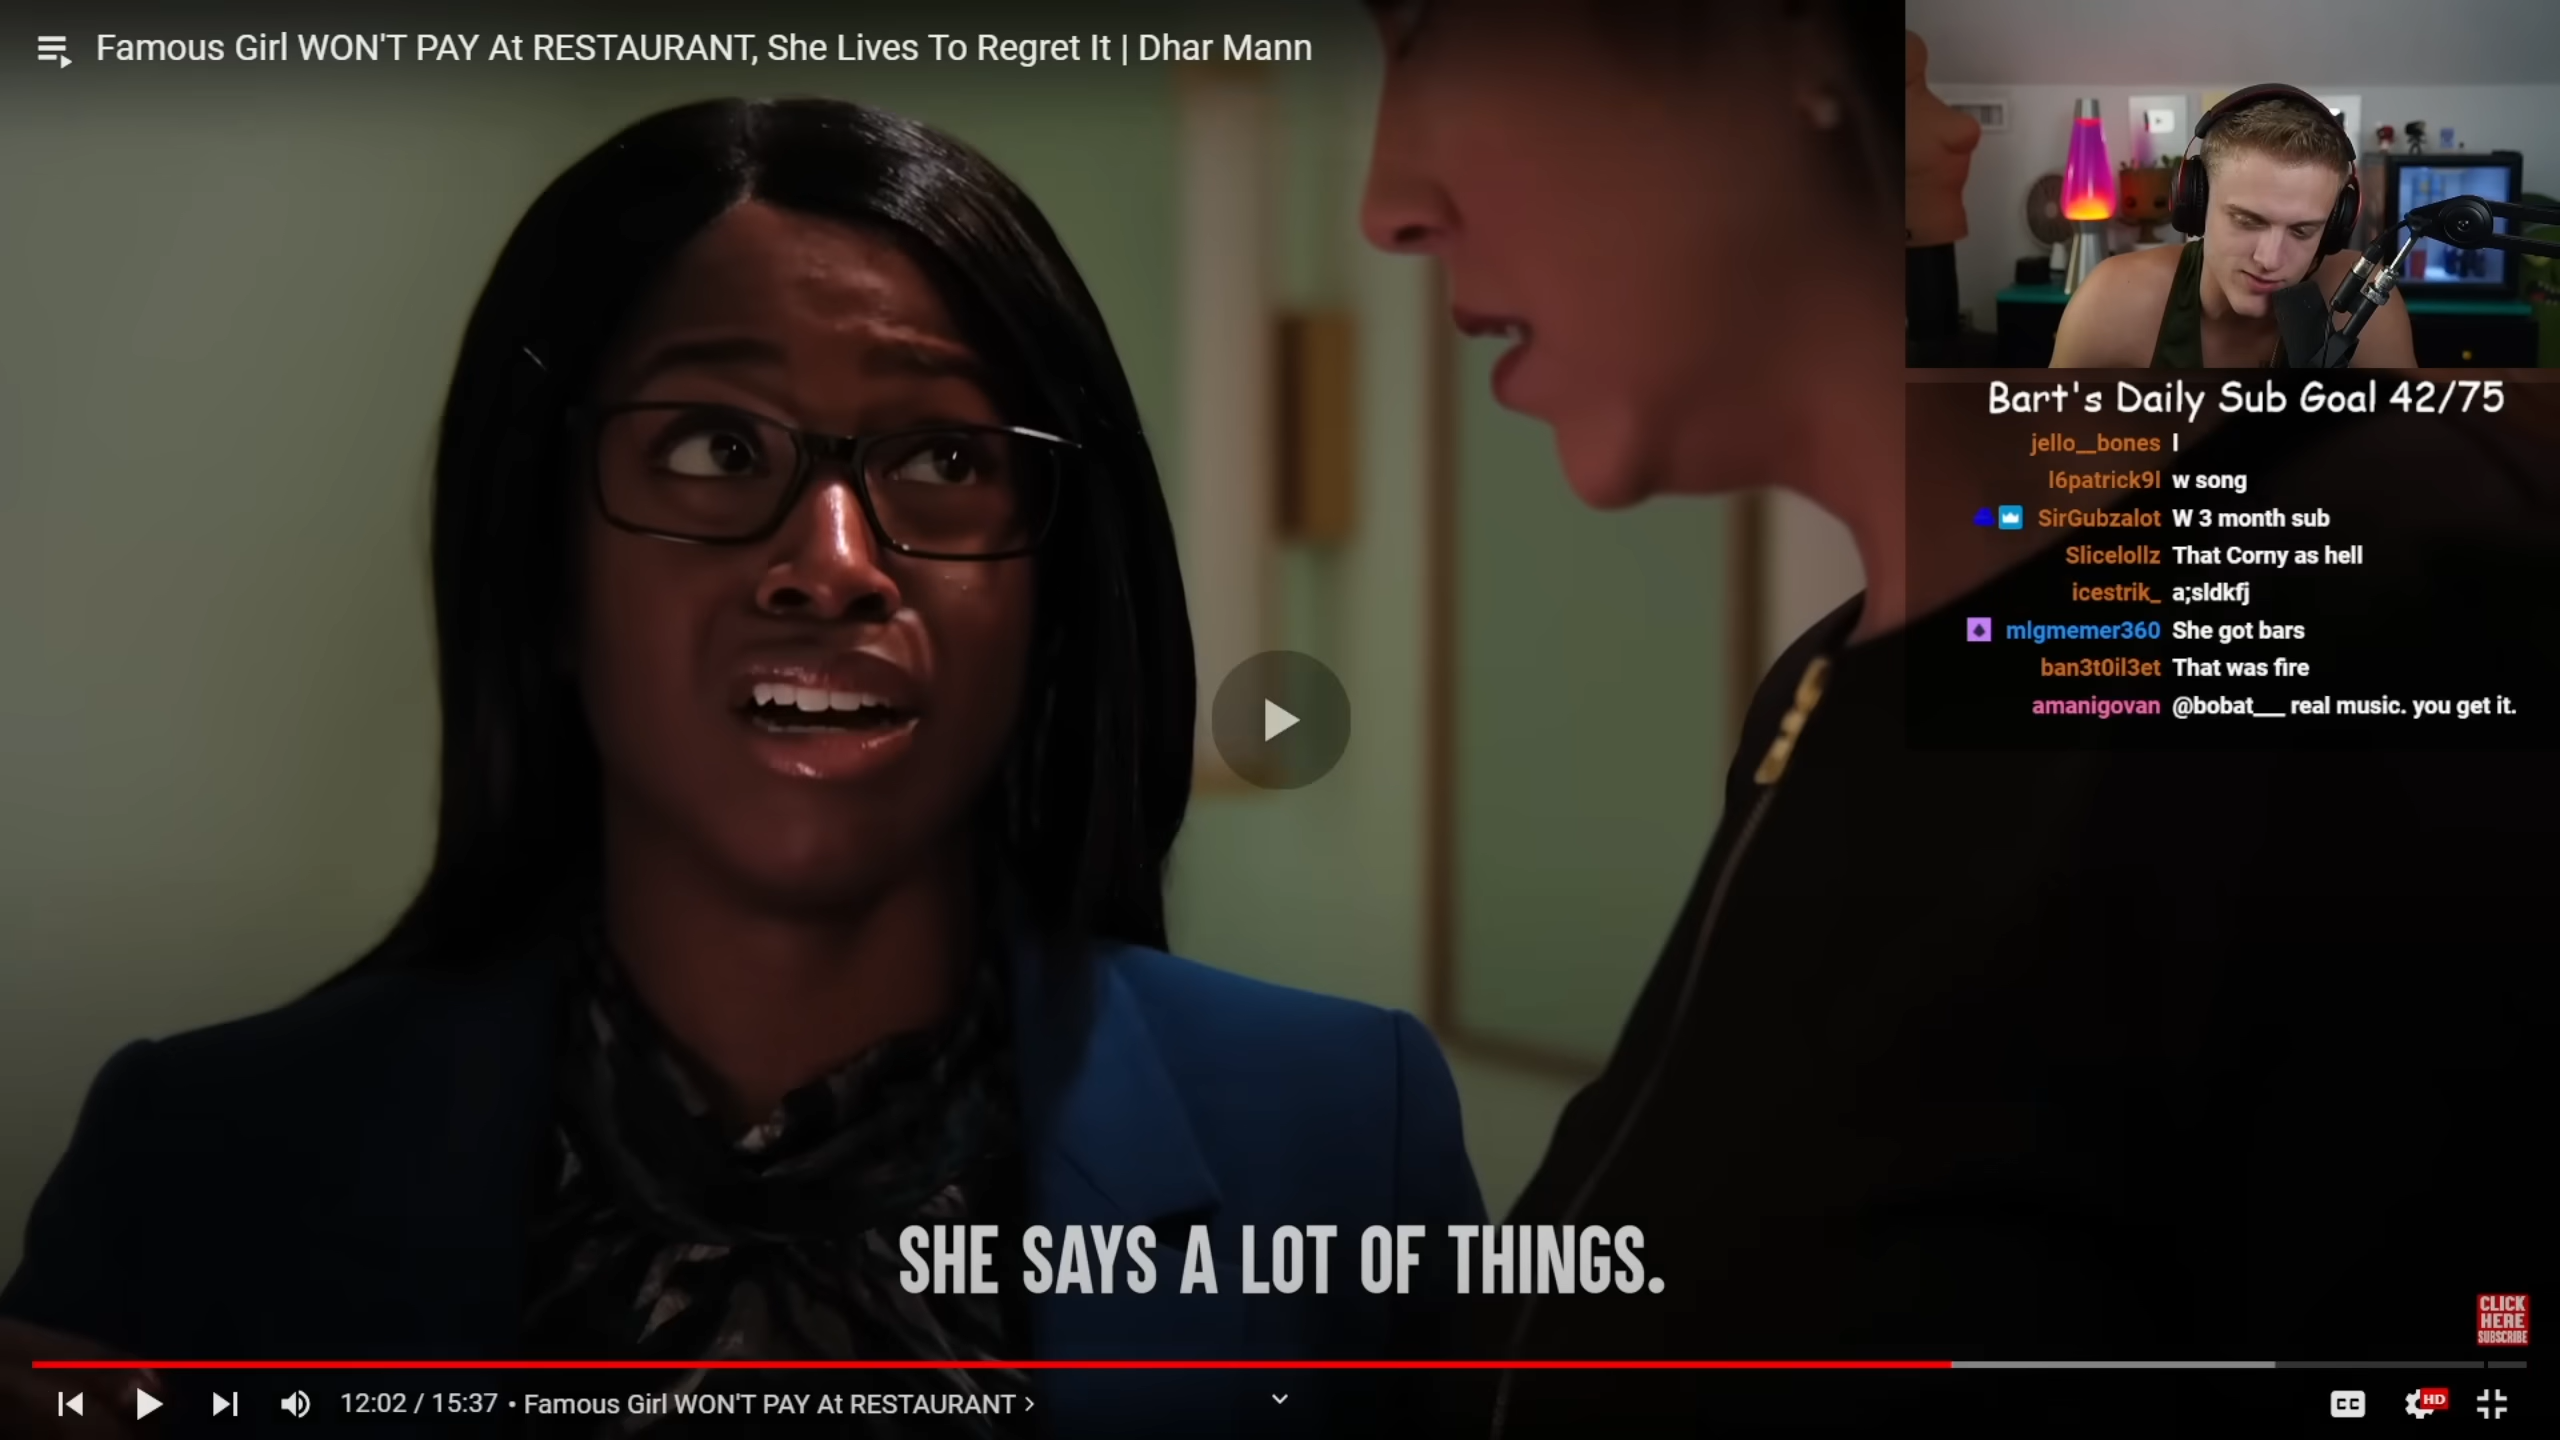 Famous Girl WON'T PAY At RESTAURANT, She Lives To Regret It | Dhar Mann
Bart's Daily Sub Goal 42/75
jello__bones l
l6patrick9l w song
SirGubzalot W 3 month sub
Slicelollz That Corny as hell
icestrik_ a;sldkfj
mlgmemer360 She got bars
ban3t0il3et That was fire
amanigovan @bobat___ real music. you get it.
SHE SAYS A LOT OF THINGS.
CLICK
HERE
SUBSCRIBE
12:02 / 15:37 • Famous Girl WON'T PAY At RESTAURANT ›
CC
HD